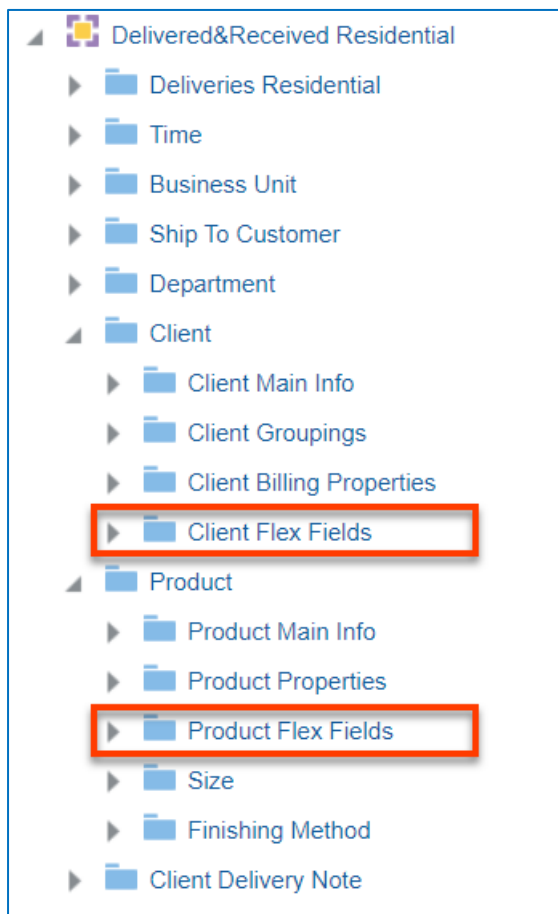 Delivered&Received Residential
Deliveries Residential
Time
Business Unit
Ship To Customer
Department
Client
Client Main Info
Client Groupings
Client Billing Properties
Client Flex Fields
Product
Product Main Info
Product Properties
Product Flex Fields
Size
Finishing Method
Client Delivery Note